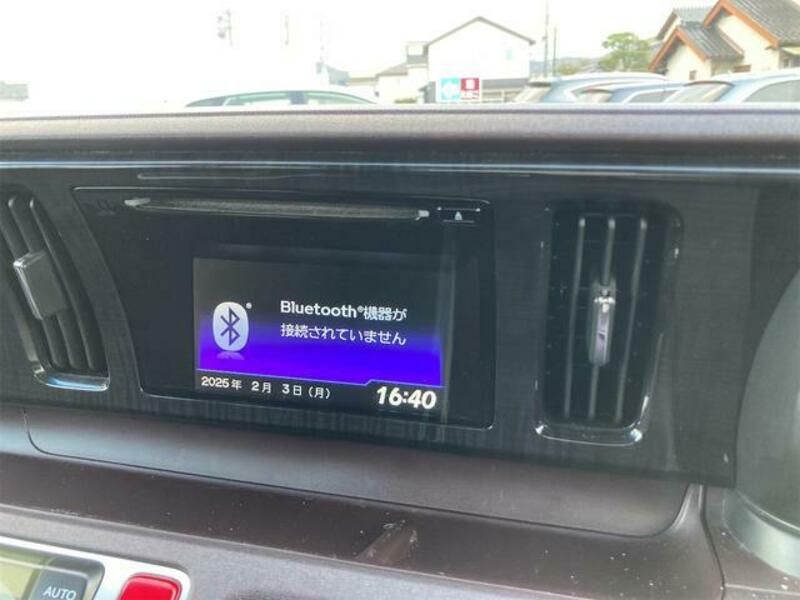 Bluetooth®機器が
接続されていません
2025年 2月 3日(月)
16:40
AUTO